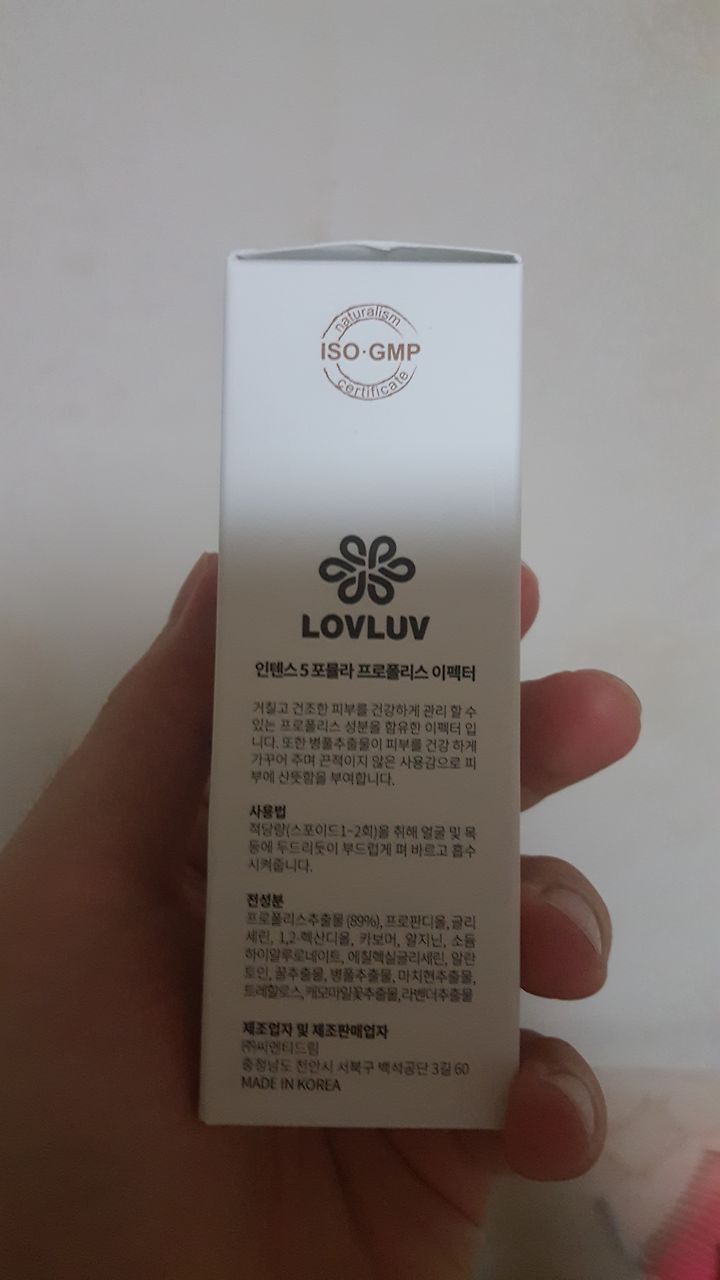 naturalism
ISO·GMP
certificate
LOVLUV
인텐스 5 포뮬라 프로폴리스 이펙터
거칠고 건조한 피부를 건강하게 관리 할 수
있는 프로폴리스 성분을 함유한 이펙터 입
니다. 또한 병풀추출물이 피부를 건강 하게
가꾸어 주며 끈적이지 않은 사용감으로 피
부에 산뜻함을 부여합니다.
사용법
적당량(스포이드1~2회)을 취해 얼굴 및 목
등에 두드리듯이 부드럽게 펴 바르고 흡수
시켜줍니다.
전성분
프로폴리스추출물 (89%), 프로판디올, 글리
세린, 1,2-헥산디올, 카보머, 알지닌, 소듐
하이알루로네이트, 에칠헥실글리세린, 알란
토인, 꿀추출물, 병풀추출물, 마치현추출물,
트레할로스, 캐모마일꽃추출물, 라벤더추출물
제조업자 및 제조판매업자
㈜씨엔티드림
충청남도 천안시 서북구 백석공단 3길 60
MADE IN KOREA